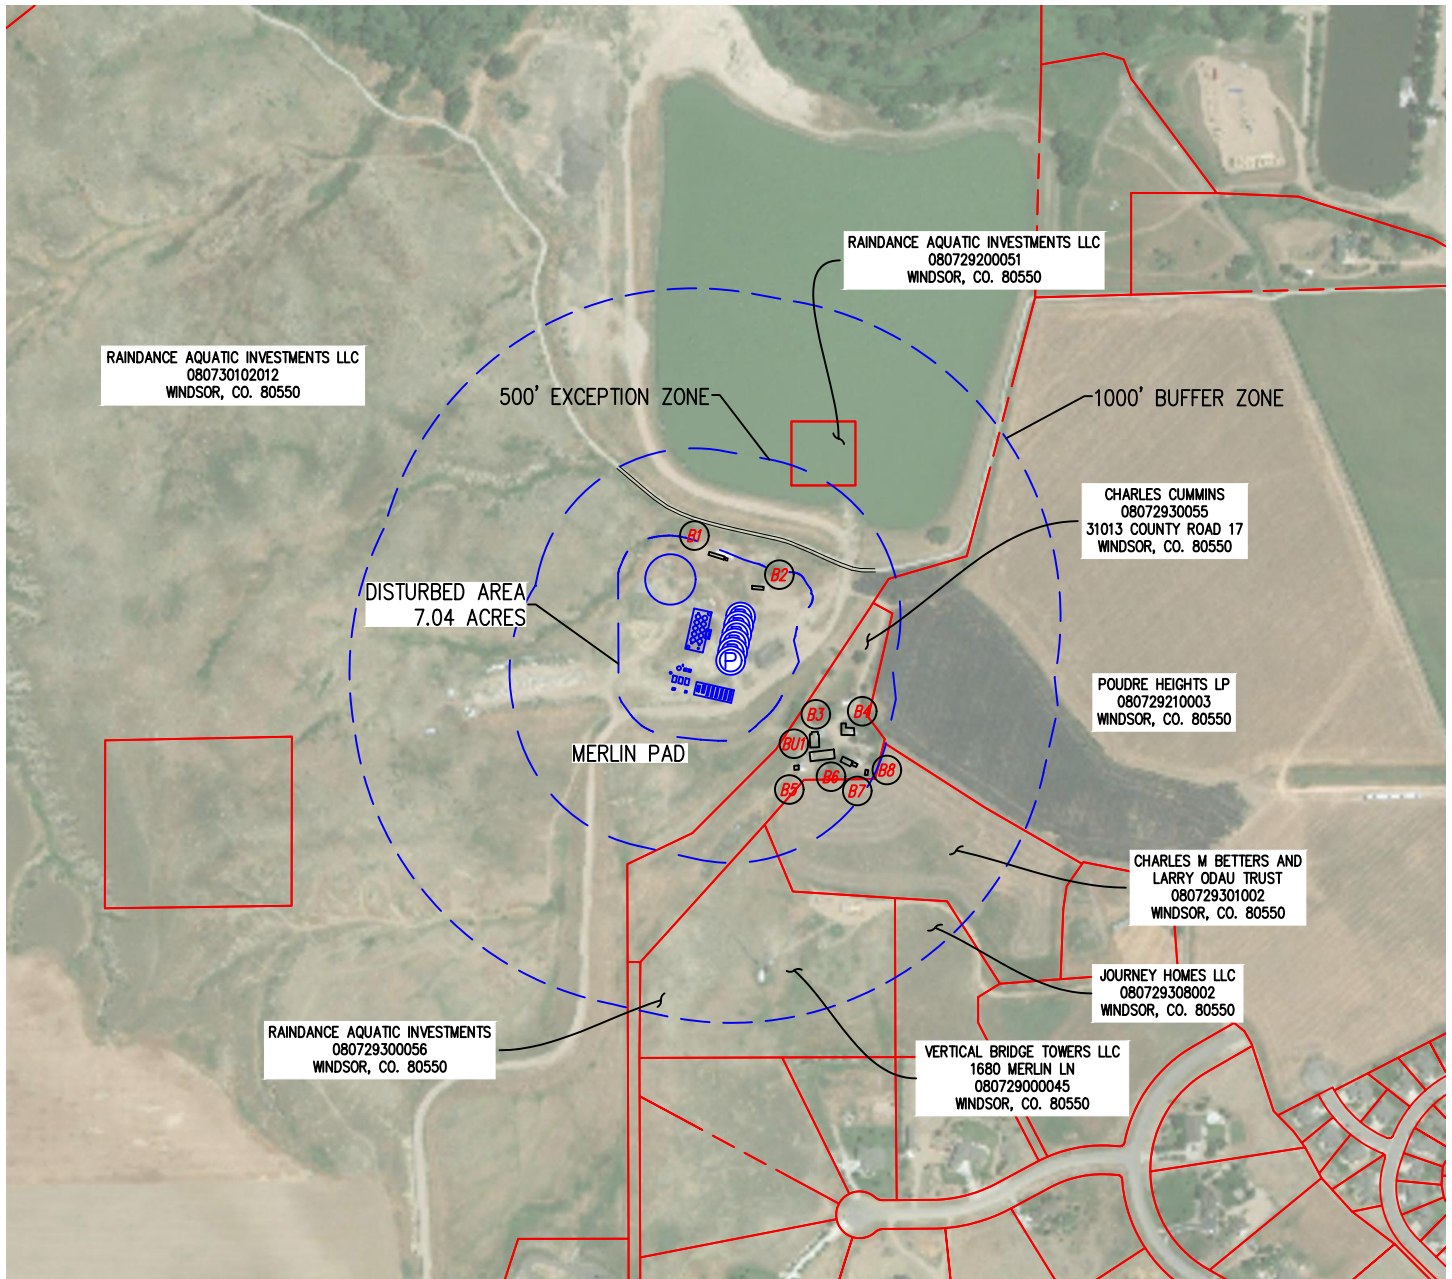 RAINDANCE AQUATIC INVESTMENTS LLC
080729200051
WINDSOR, CO. 80550
RAINDANCE AQUATIC INVESTMENTS LLC
080730102012
WINDSOR, CO. 80550
500' EXCEPTION ZONE
1000' BUFFER ZONE
CHARLES CUMMINS
08072930055
31013 COUNTY ROAD 17
WINDSOR, CO. 80550
B1
B2
DISTURBED AREA
7.04 ACRES
P
POUDRE HEIGHTS LP
080729210003
WINDSOR, CO. 80550
B3
B4
BU1
MERLIN PAD
B8
B6
B5
B7
CHARLES M BETTERS AND
LARRY ODAU TRUST
080729301002
WINDSOR, CO. 80550
JOURNEY HOMES LLC
080729308002
WINDSOR, CO. 80550
RAINDANCE AQUATIC INVESTMENTS
080729300056
WINDSOR, CO. 80550
VERTICAL BRIDGE TOWERS LLC
1680 MERLIN LN
080729000045
WINDSOR, CO. 80550